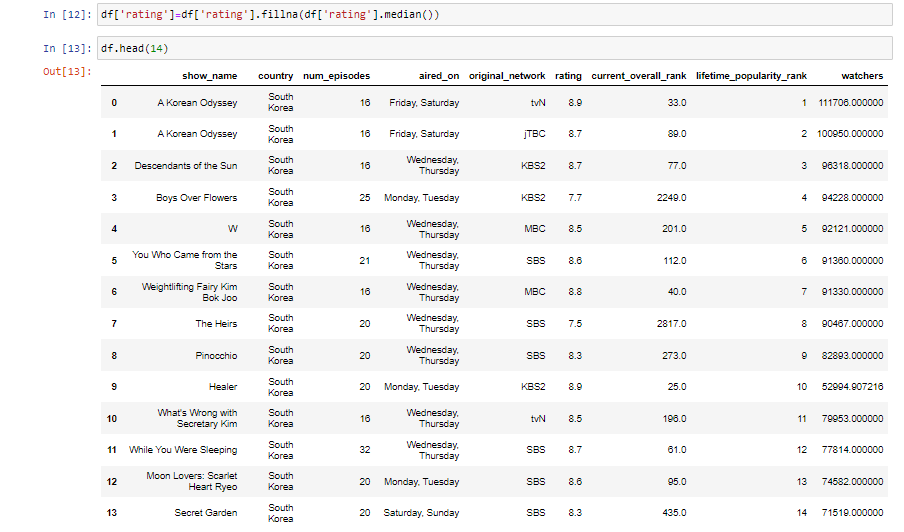 In [12]: df['rating']=df['rating'].fillna(df['rating'].median())
In [13]: df.head(14)
Out[13]:
show_name country num_episodes aired_on original_network rating current_overall_rank lifetime_popularity_rank watchers
0 A Korean Odyssey South Korea 16 Friday, Saturday tvN 8.9 33.0 1 111706.000000
1 A Korean Odyssey South Korea 16 Friday, Saturday jTBC 8.7 89.0 2 100950.000000
2 Descendants of the Sun South Korea 16 Wednesday, Thursday KBS2 8.7 77.0 3 96318.000000
3 Boys Over Flowers South Korea 25 Monday, Tuesday KBS2 7.7 2249.0 4 94228.000000
4 W South Korea 16 Wednesday, Thursday MBC 8.5 201.0 5 92121.000000
5 You Who Came from the Stars South Korea 21 Wednesday, Thursday SBS 8.6 112.0 6 91360.000000
6 Weightlifting Fairy Kim Bok Joo South Korea 16 Wednesday, Thursday MBC 8.8 40.0 7 91330.000000
7 The Heirs South Korea 20 Wednesday, Thursday SBS 7.5 2817.0 8 90467.000000
8 Pinocchio South Korea 20 Wednesday, Thursday SBS 8.3 273.0 9 82893.000000
9 Healer South Korea 20 Monday, Tuesday KBS2 8.9 25.0 10 52994.907216
10 What's Wrong with Secretary Kim South Korea 16 Wednesday, Thursday tvN 8.5 196.0 11 79953.000000
11 While You Were Sleeping South Korea 32 Wednesday, Thursday SBS 8.7 61.0 12 77814.000000
12 Moon Lovers: Scarlet Heart Ryeo South Korea 20 Monday, Tuesday SBS 8.6 95.0 13 74582.000000
13 Secret Garden South Korea 20 Saturday, Sunday SBS 8.3 435.0 14 71519.000000